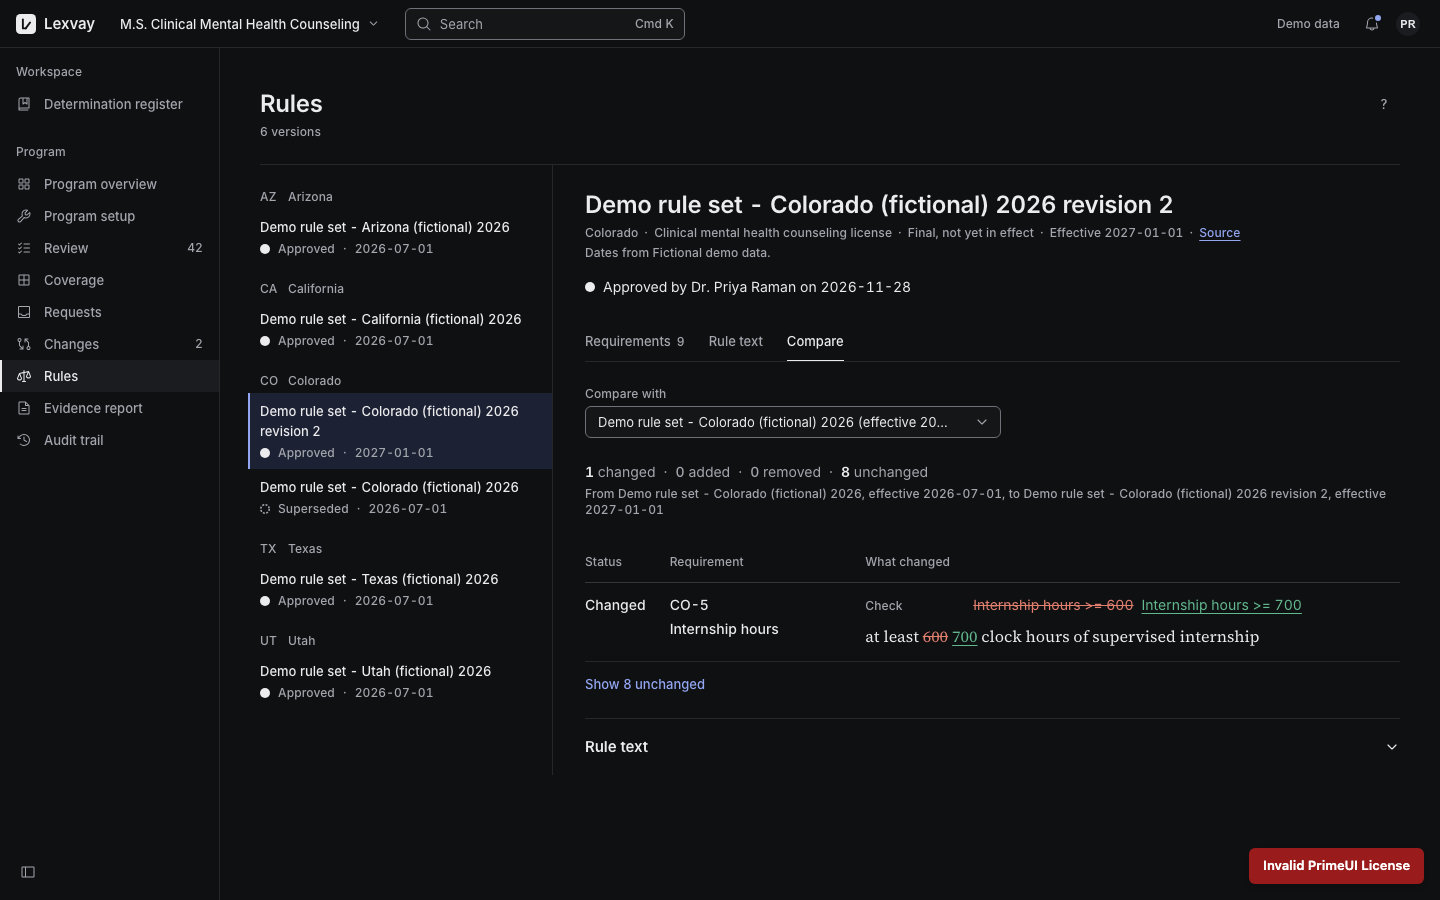 Lexvay
M.S. Clinical Mental Health Counseling
Search
Cmd K
Demo data
PR
Workspace
Determination register
Program
Program overview
Program setup
Review 42
Coverage
Requests
Changes 2
Rules
Evidence report
Audit trail
Rules
?
6 versions
AZ Arizona
Demo rule set - Arizona (fictional) 2026
Approved · 2026-07-01
CA California
Demo rule set - California (fictional) 2026
Approved · 2026-07-01
CO Colorado
Demo rule set - Colorado (fictional) 2026
revision 2
Approved · 2027-01-01
Demo rule set - Colorado (fictional) 2026
Superseded · 2026-07-01
TX Texas
Demo rule set - Texas (fictional) 2026
Approved · 2026-07-01
UT Utah
Demo rule set - Utah (fictional) 2026
Approved · 2026-07-01
Demo rule set - Colorado (fictional) 2026 revision 2
Colorado · Clinical mental health counseling license · Final, not yet in effect · Effective 2027-01-01 · Source
Dates from Fictional demo data.
Approved by Dr. Priya Raman on 2026-11-28
Requirements 9 Rule text Compare
Compare with
Demo rule set - Colorado (fictional) 2026 (effective 20...
1 changed · 0 added · 0 removed · 8 unchanged
From Demo rule set - Colorado (fictional) 2026, effective 2026-07-01, to Demo rule set - Colorado (fictional) 2026 revision 2, effective
2027-01-01
Status Requirement What changed
Changed CO-5 Check Internship hours >= 600 Internship hours >= 700
Internship hours
at least 600 700 clock hours of supervised internship
Show 8 unchanged
Rule text
Invalid PrimeUI License